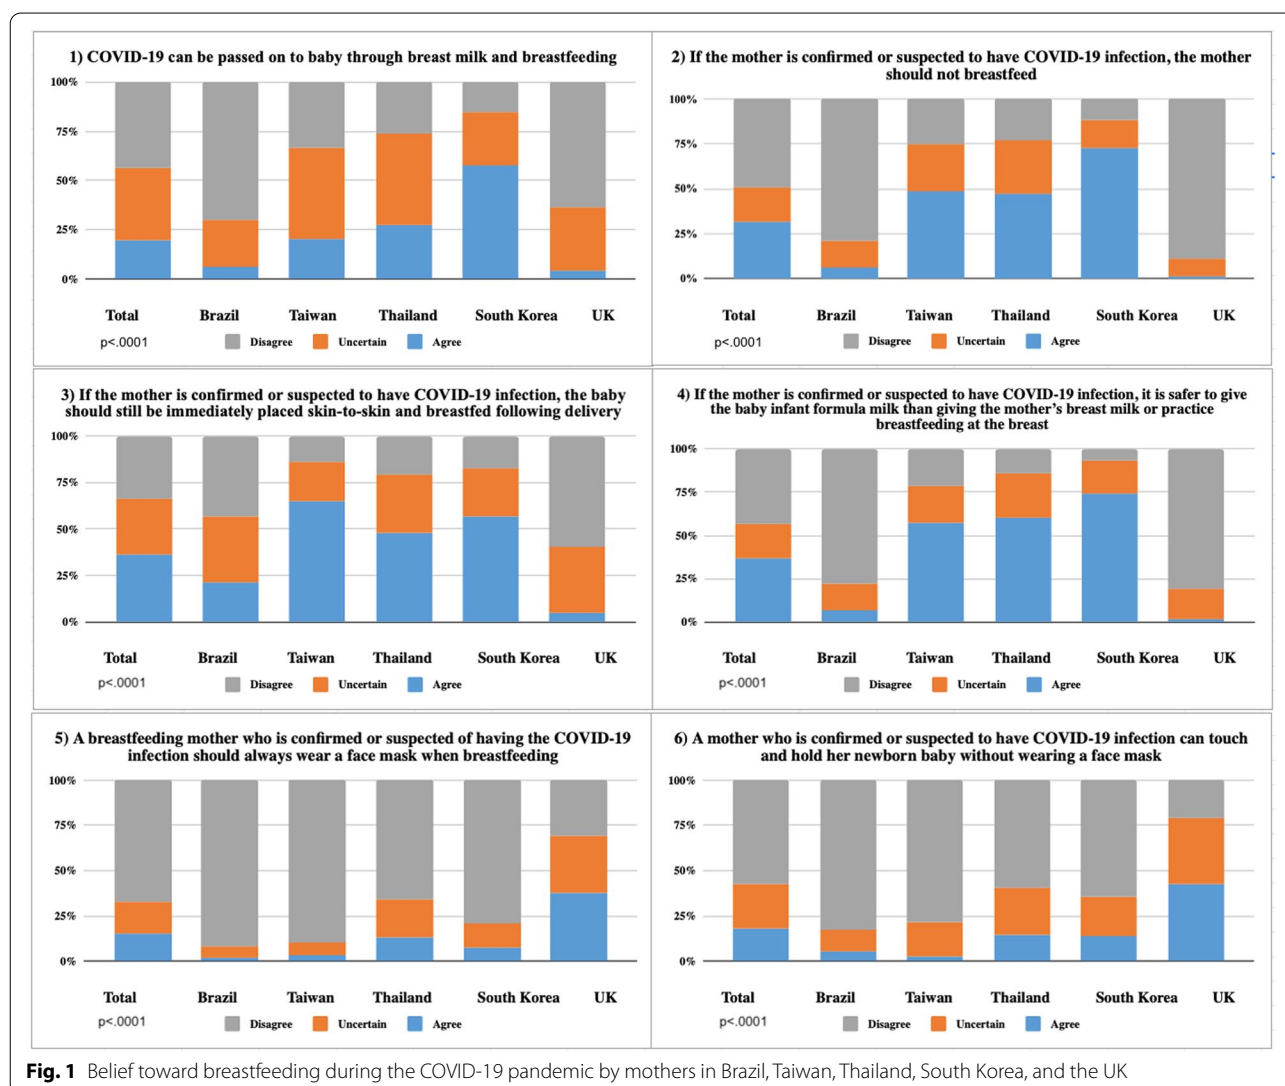 1) COVID-19 can be passed on to baby through breast milk and breastfeeding
100%
75%
50%
25%
0%
Total Brazil Taiwan Thailand South Korea UK
p<.0001 Disagree Uncertain Agree
2) If the mother is confirmed or suspected to have COVID-19 infection, the mother
should not breastfeed
100%
75%
50%
25%
0%
Total Brazil Taiwan Thailand South Korea UK
p<.0001 Disagree Uncertain Agree
3) If the mother is confirmed or suspected to have COVID-19 infection, the baby
should still be immediately placed skin-to-skin and breastfed following delivery
100%
75%
50%
25%
0%
Total Brazil Taiwan Thailand South Korea UK
p<.0001 Disagree Uncertain Agree
4) If the mother is confirmed or suspected to have COVID-19 infection, it is safer to give
the baby infant formula milk than giving the mother's breast milk or practice
breastfeeding at the breast
100%
75%
50%
25%
0%
Total Brazil Taiwan Thailand South Korea UK
p<.0001 Disagree Uncertain Agree
5) A breastfeeding mother who is confirmed or suspected of having the COVID-19
infection should always wear a face mask when breastfeeding
100%
75%
50%
25%
0%
Total Brazil Taiwan Thailand South Korea UK
p<.0001 Disagree Uncertain Agree
6) A mother who is confirmed or suspected to have COVID-19 infection can touch
and hold her newborn baby without wearing a face mask
100%
75%
50%
25%
0%
Total Brazil Taiwan Thailand South Korea UK
p<.0001 Disagree Uncertain Agree
Fig. 1 Belief toward breastfeeding during the COVID-19 pandemic by mothers in Brazil, Taiwan, Thailand, South Korea, and the UK